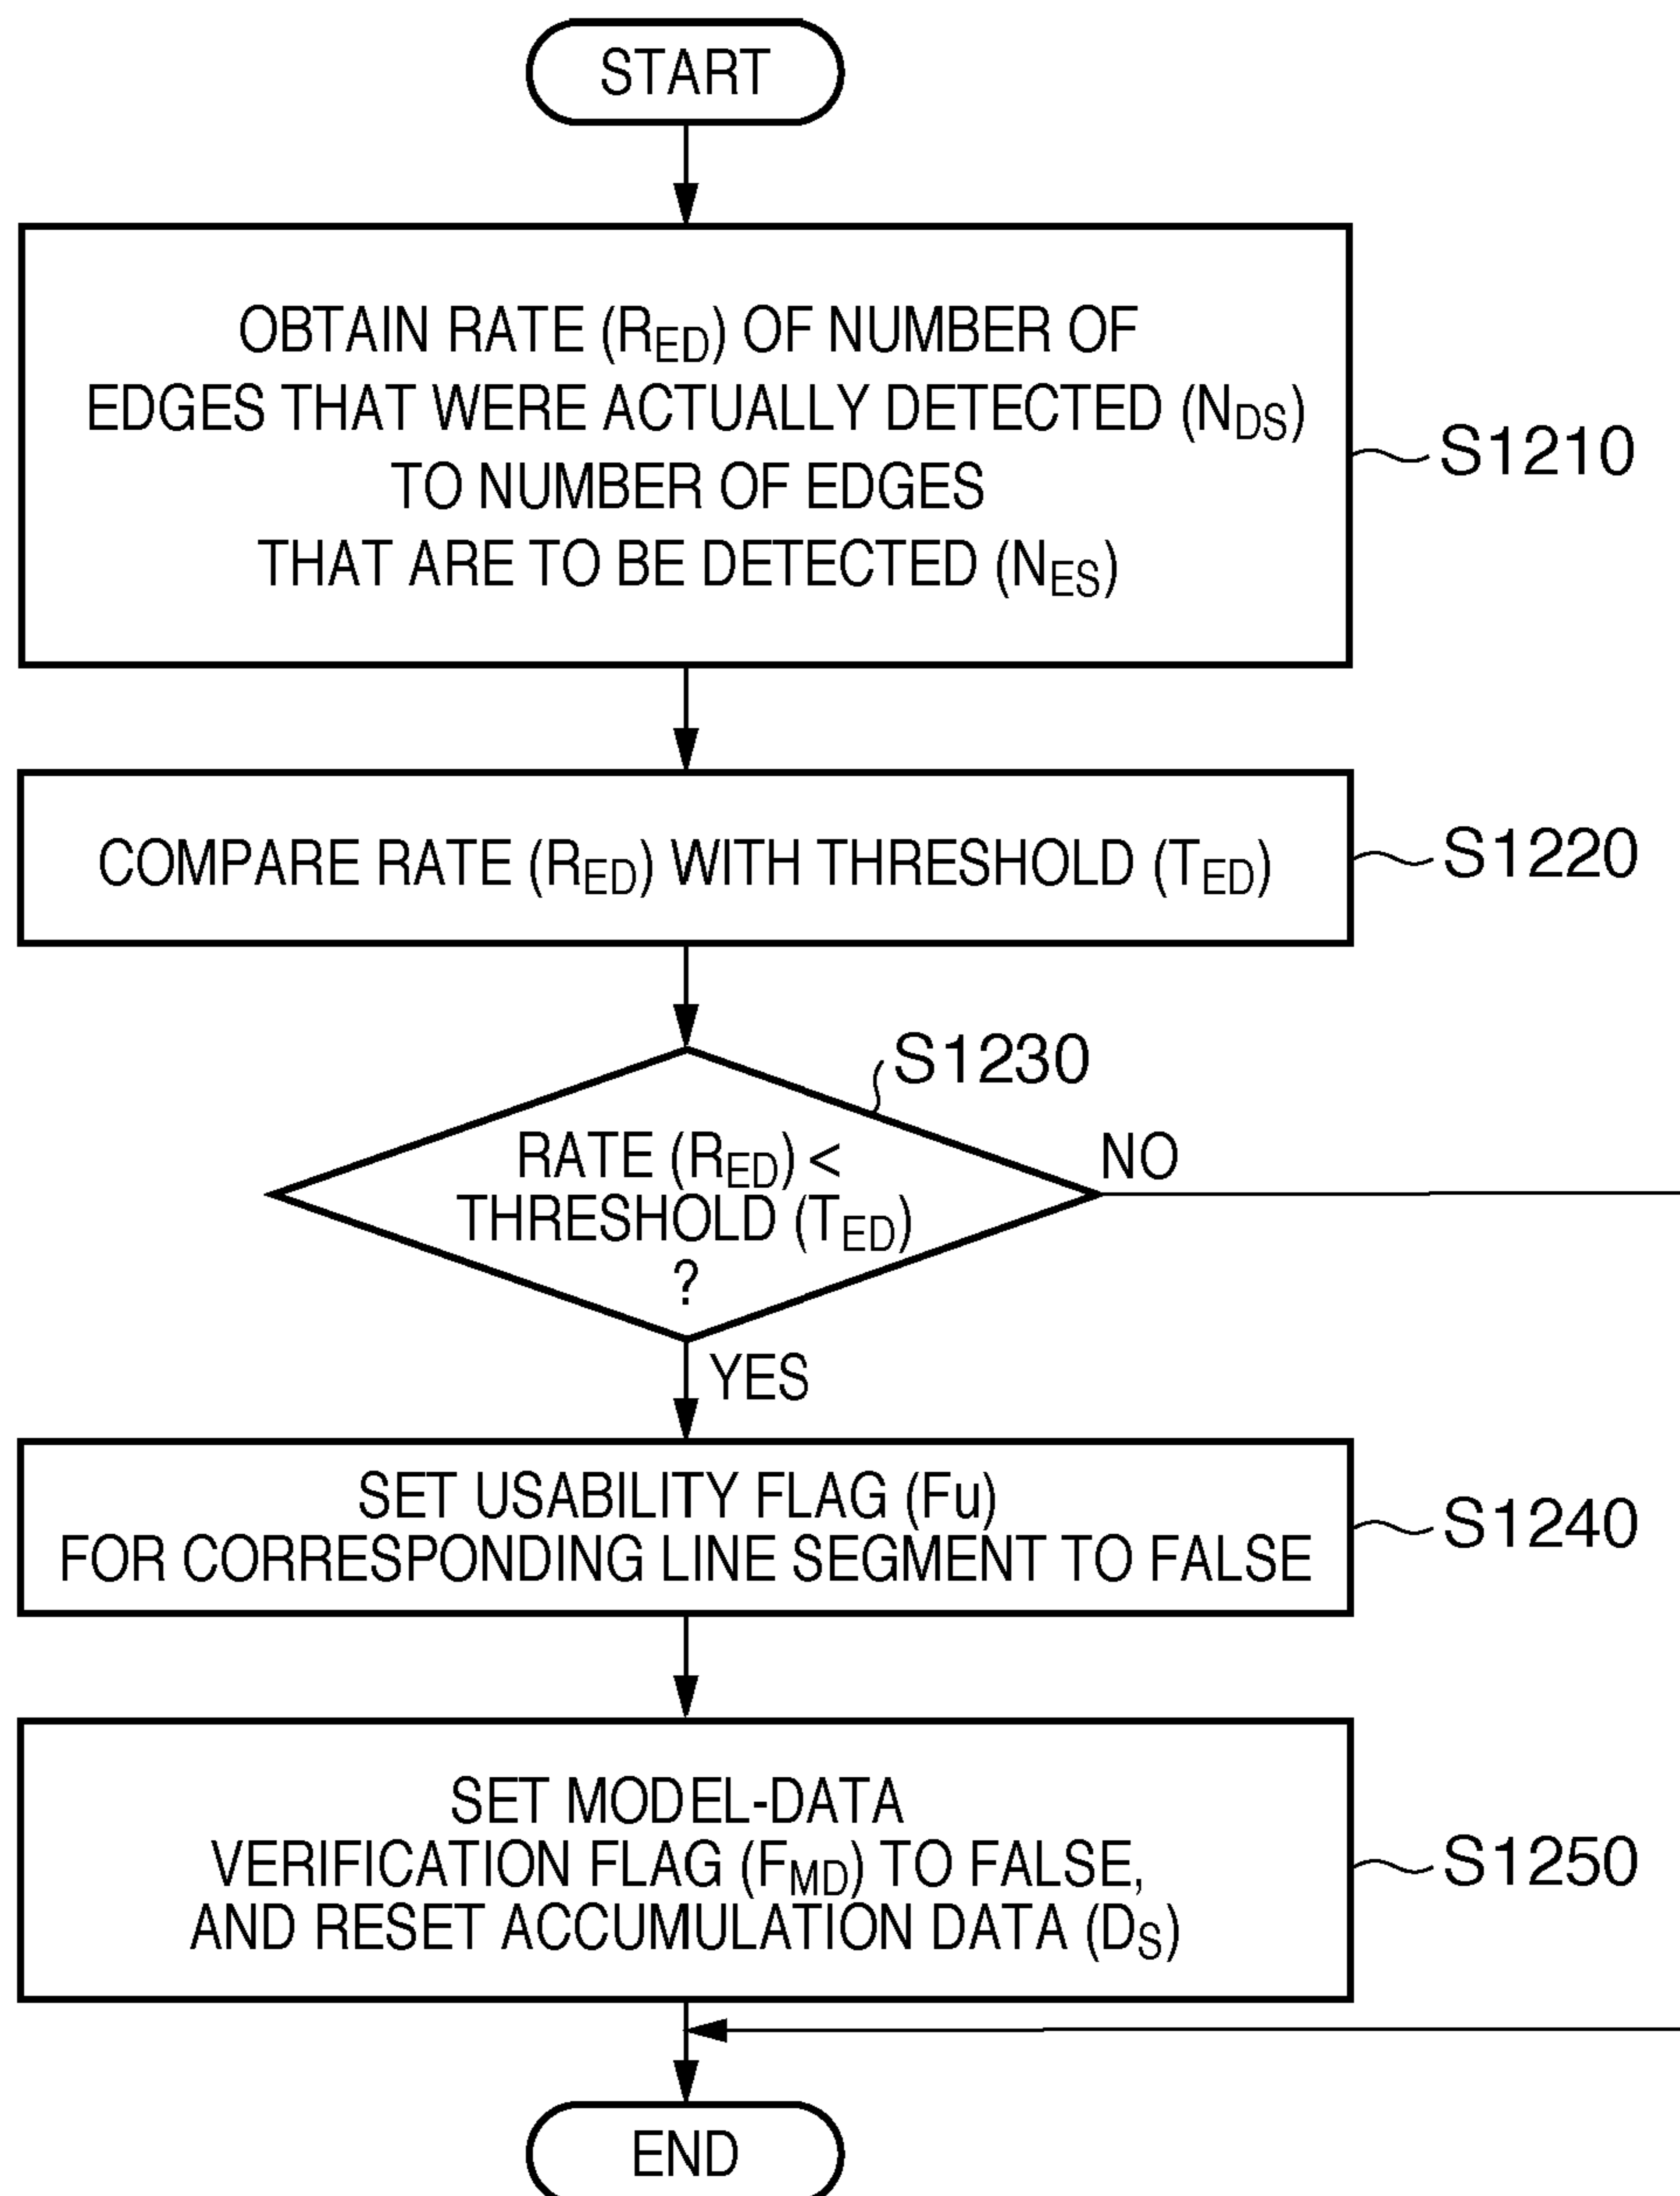 START
OBTAIN RATE (RED) OF NUMBER OF
EDGES THAT WERE ACTUALLY DETECTED (NDS)
TO NUMBER OF EDGES
THAT ARE TO BE DETECTED (NES)
S1210
COMPARE RATE (RED) WITH THRESHOLD (TED)
S1220
S1230
RATE (RED) <
THRESHOLD (TED)
?
NO
YES
SET USABILITY FLAG (Fu)
FOR CORRESPONDING LINE SEGMENT TO FALSE
S1240
SET MODEL-DATA
VERIFICATION FLAG (FMD) TO FALSE,
AND RESET ACCUMULATION DATA (DS)
S1250
END